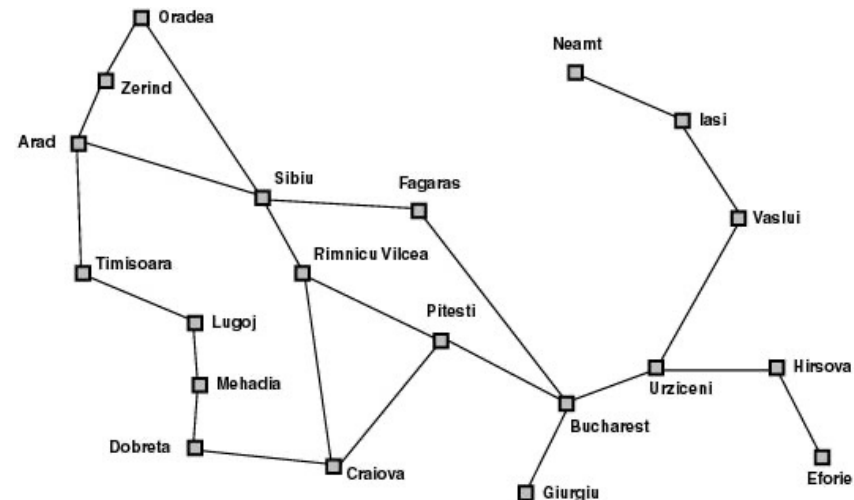 Oradea
Neamt
Zerind
Iasi
Arad
Sibiu
Fagaras
Vaslui
Rimnicu Vilcea
Timisoara
Pitesti
Lugoj
Hirsova
Mehadia
Urziceni
Bucharest
Dobreta
Craiova
Eforie
Giurgiu